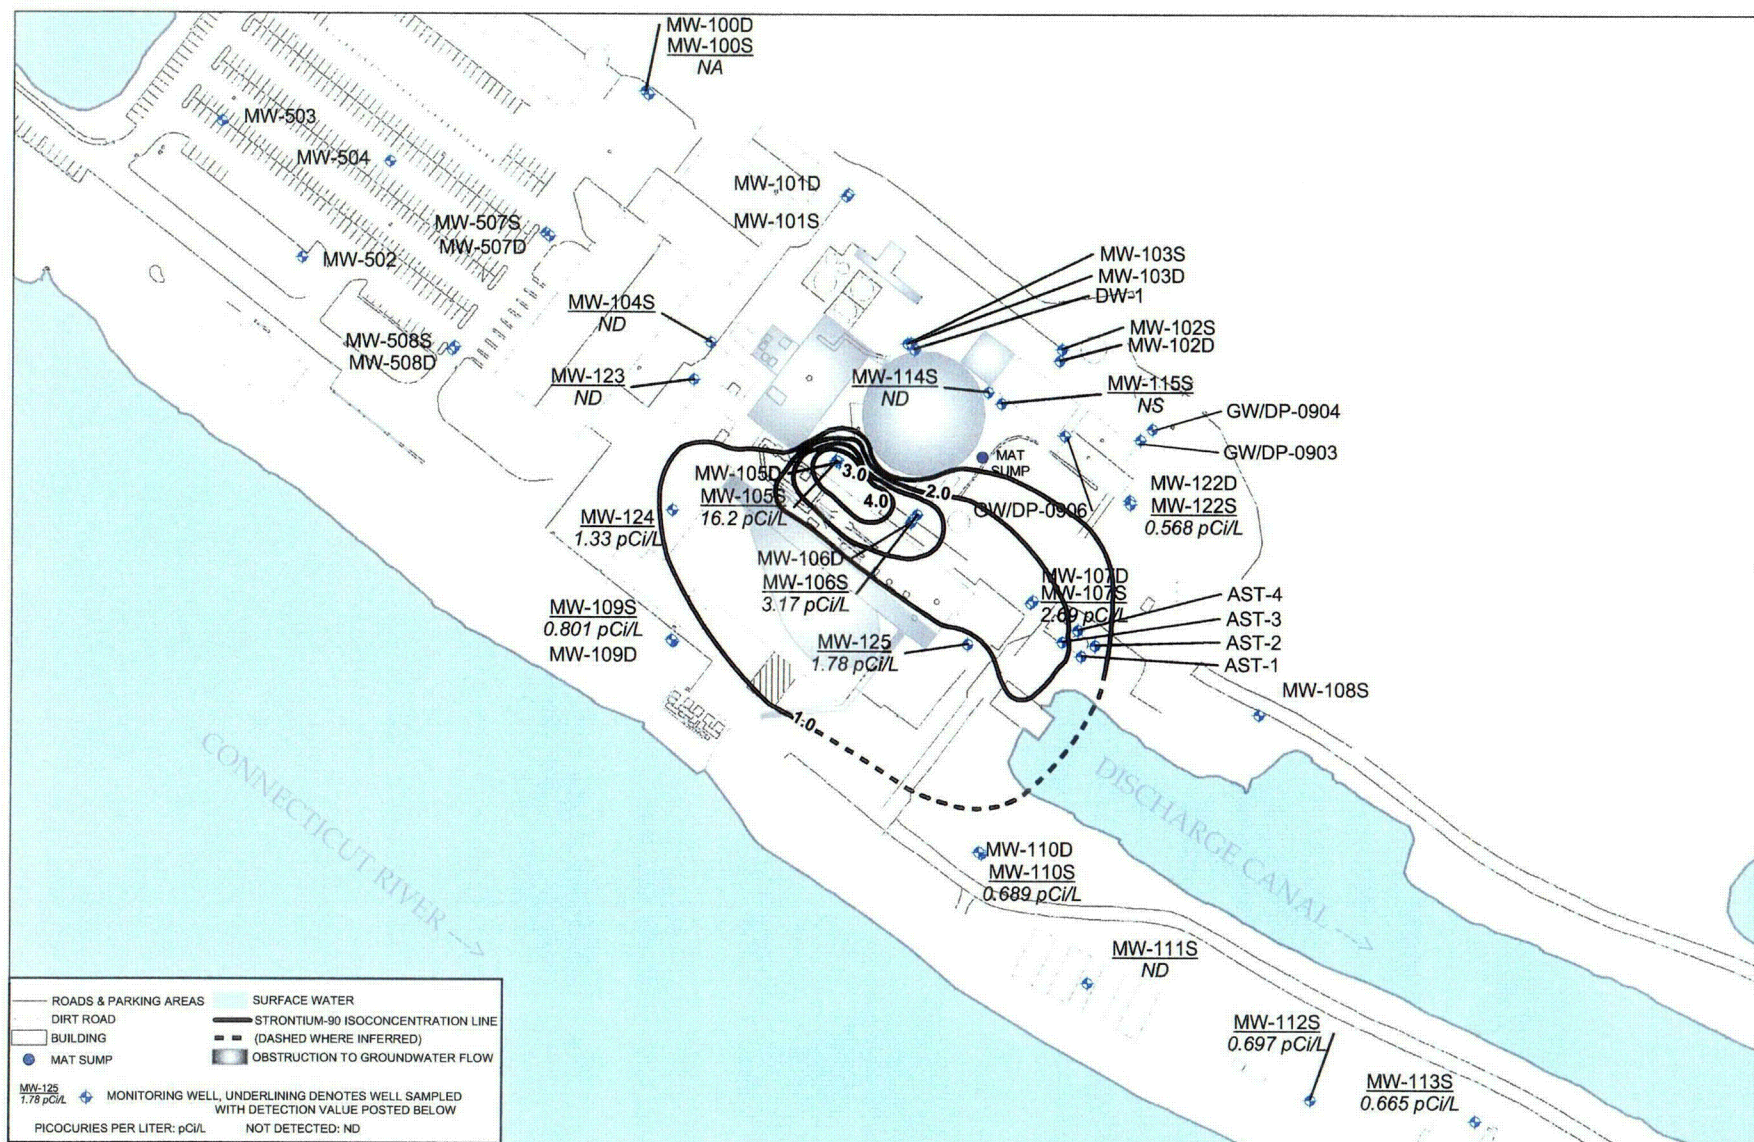 MW-100D
MW-100S
NA
MW-503
MW-504
MW-101D
MW-101S
MW-507S
MW-507D
MW-502
MW-103S
MW-103D
DW-1
MW-104S
ND
MW-102S
MW-102D
MW-508S
MW-508D
MW-123
ND
MW-114S
ND
MW-115S
NS
GW/DP-0904
GW/DP-0903
MAT
SUMP
MW-105D
MW-105S
16.2 pCi/L
3.0
4.0
2.0
GW/DP-0906
MW-122D
MW-122S
0.568 pCi/L
MW-124
1.33 pCi/L
MW-106D
MW-106S
3.17 pCi/L
MW-107D
MW-107S
2.69 pCi/L
AST-4
AST-3
AST-2
AST-1
MW-109S
0.801 pCi/L
MW-109D
MW-125
1.78 pCi/L
MW-108S
1.0
CONNECTICUT RIVER --->
DISCHARGE CANAL --->
MW-110D
MW-110S
0.689 pCi/L
MW-111S
ND
MW-112S
0.697 pCi/L
MW-113S
0.665 pCi/L
ROADS & PARKING AREAS
DIRT ROAD
BUILDING
MAT SUMP
SURFACE WATER
STRONTIUM-90 ISOCONCENTRATION LINE
(DASHED WHERE INFERRED)
OBSTRUCTION TO GROUNDWATER FLOW
MW-125
1.78 pCi/L
MONITORING WELL, UNDERLINING DENOTES WELL SAMPLED
WITH DETECTION VALUE POSTED BELOW
PICOCURIES PER LITER: pCi/L
NOT DETECTED: ND